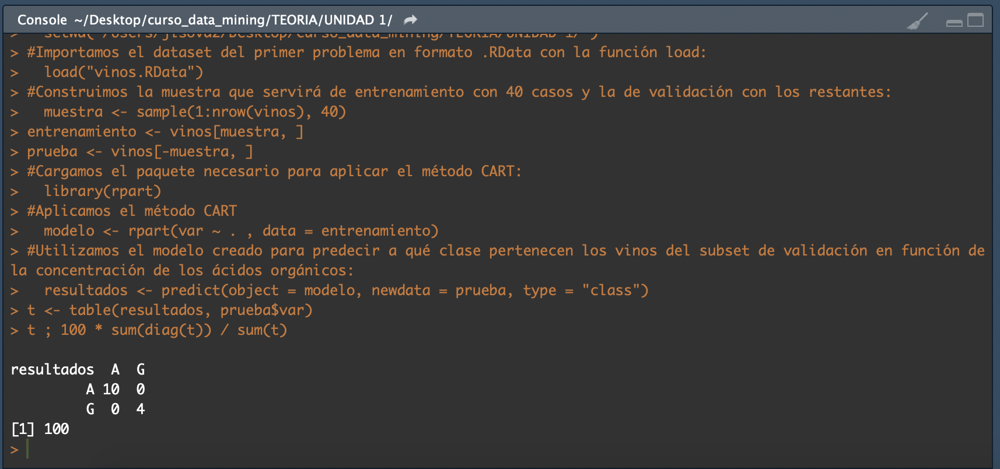 Console ~/Desktop/curso_data_mining/TEORIA/UNIDAD 1/
> setwd("/Users/jlsovaz/Desktop/curso_data_mining/TEORIA/UNIDAD 1/")
> #Importamos el dataset del primer problema en formato .RData con la función load:
>   load("vinos.RData")
> #Construimos la muestra que servirá de entrenamiento con 40 casos y la de validación con los restantes:
>   muestra <- sample(1:nrow(vinos), 40)
> entrenamiento <- vinos[muestra, ]
> prueba <- vinos[-muestra, ]
> #Cargamos el paquete necesario para aplicar el método CART:
>   library(rpart)
> #Aplicamos el método CART
>   modelo <- rpart(var ~ . , data = entrenamiento)
> #Utilizamos el modelo creado para predecir a qué clase pertenecen los vinos del subset de validación en función de
la concentración de los ácidos orgánicos:
>   resultados <- predict(object = modelo, newdata = prueba, type = "class")
> t <- table(resultados, prueba$var)
> t ; 100 * sum(diag(t)) / sum(t)
resultados  A  G
         A 10  0
         G  0  4
[1] 100
>